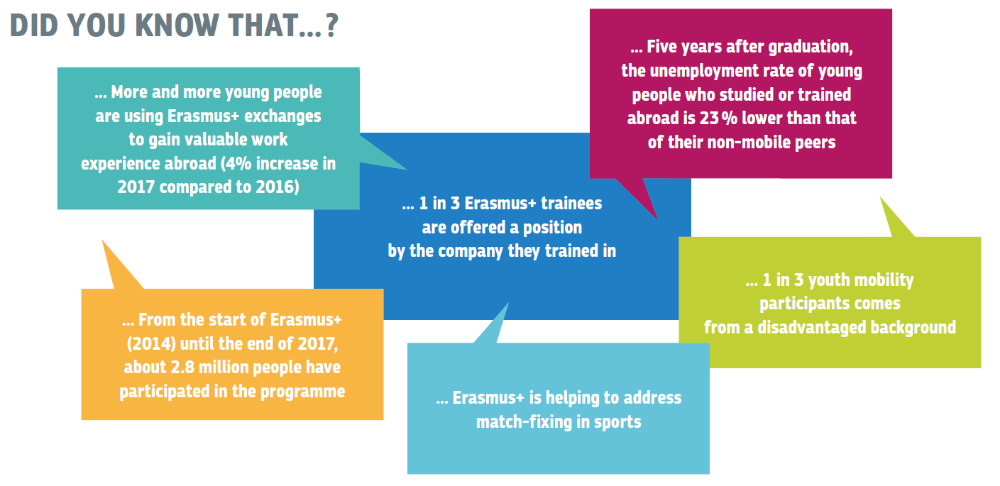 DID YOU KNOW THAT...?
... More and more young people
are using Erasmus+ exchanges
to gain valuable work
experience abroad (4% increase in
2017 compared to 2016)
... Five years after graduation,
the unemployment rate of young
people who studied or trained
abroad is 23 % lower than that
of their non-mobile peers
... 1 in 3 Erasmus+ trainees
are offered a position
by the company they trained in
... 1 in 3 youth mobility
participants comes
from a disadvantaged background
... From the start of Erasmus+
(2014) until the end of 2017,
about 2.8 million people have
participated in the programme
... Erasmus+ is helping to address
match-fixing in sports